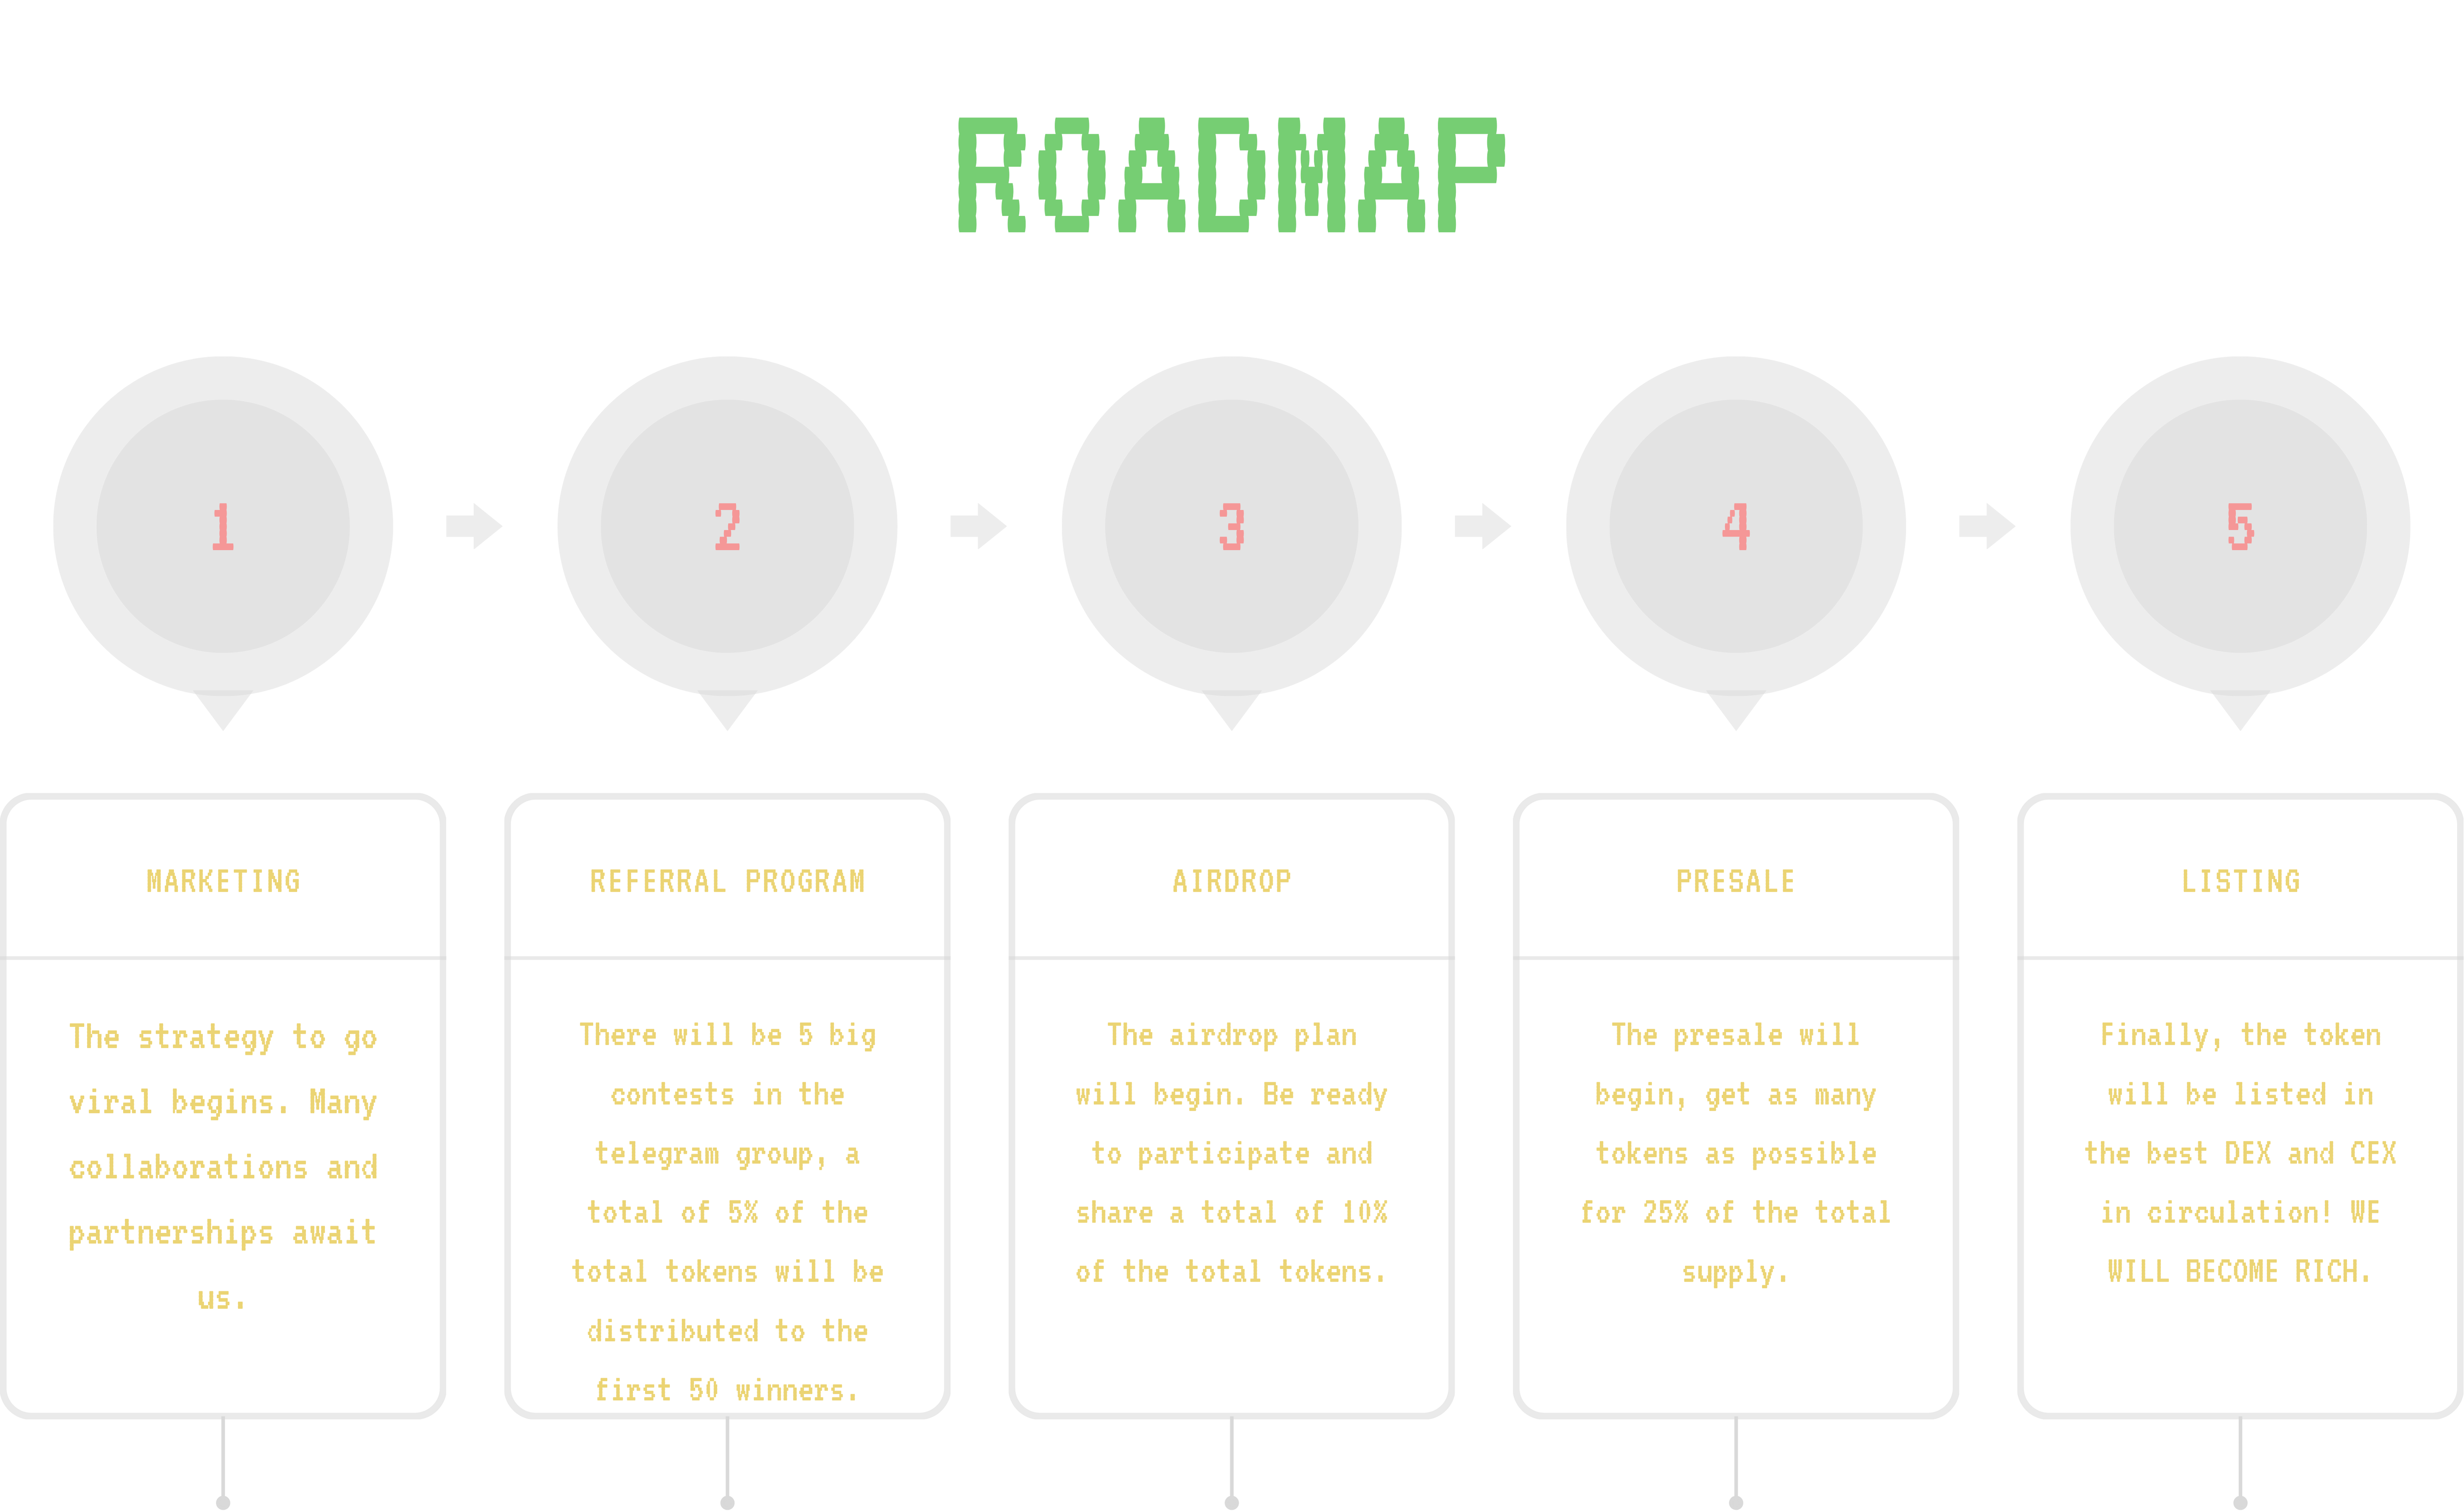 ROADMAP
1
2
3
4
5
MARKETING
The strategy to go
viral begins. Many
collaborations and
partnerships await
us.
REFERRAL PROGRAM
There will be 5 big
contests in the
telegram group, a
total of 5% of the
total tokens will be
distributed to the
first 50 winners.
AIRDROP
The airdrop plan
will begin. Be ready
to participate and
share a total of 10%
of the total tokens.
PRESALE
The presale will
begin, get as many
tokens as possible
for 25% of the total
supply.
LISTING
Finally, the token
will be listed in
the best DEX and CEX
in circulation! WE
WILL BECOME RICH.